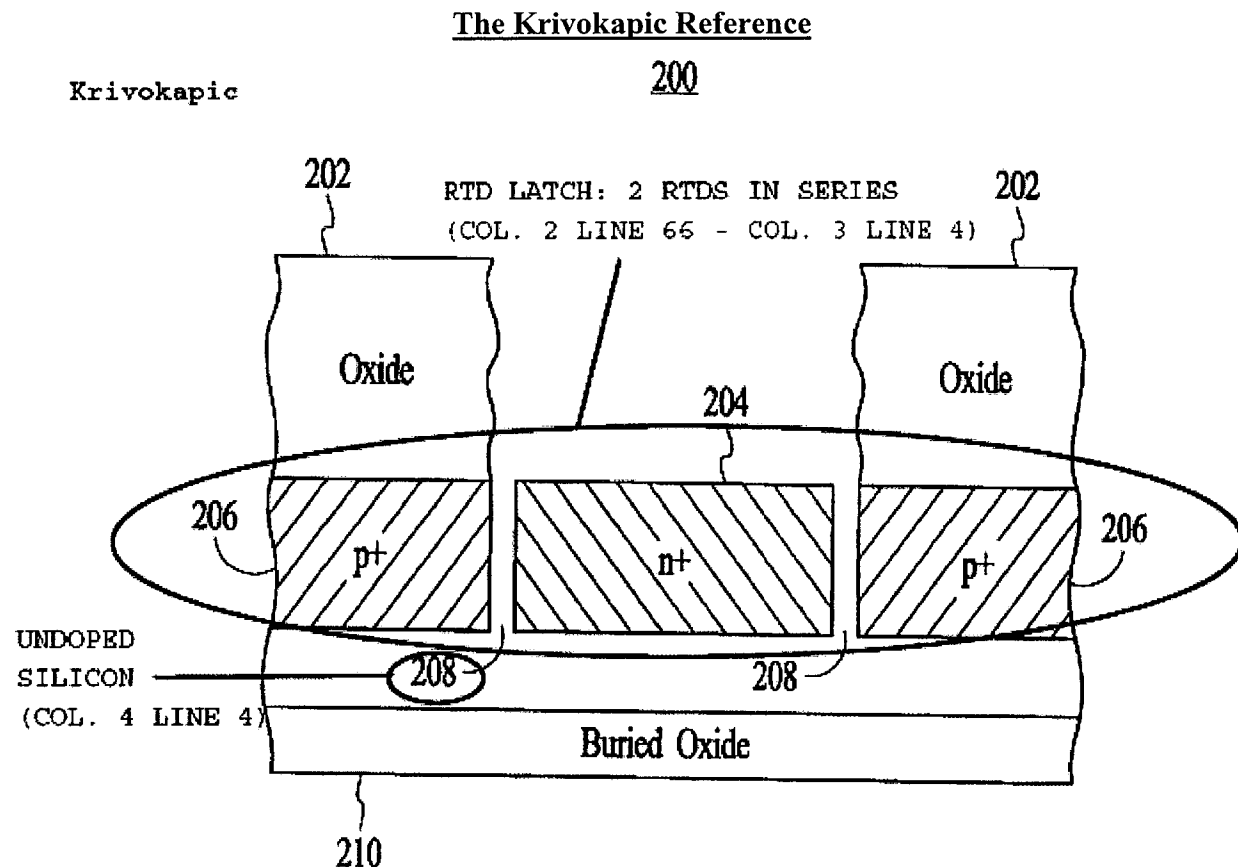 The Krivokapic Reference
200
Krivokapic
202
RTD LATCH: 2 RTDS IN SERIES
(COL. 2 LINE 66 - COL. 3 LINE 4)
202
Oxide
Oxide
204
206
p+
n+
p+
206
UNDOPED
SILICON
(COL. 4 LINE 4)
208
208
Buried Oxide
210